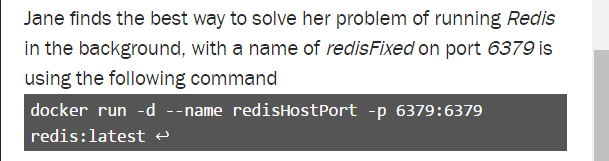 Jane finds the best way to solve her problem of running Redis
in the background, with a name of redisFixed on port 6379 is
using the following command
docker run -d --name redisHostPort -p 6379:6379
redis:latest ↩